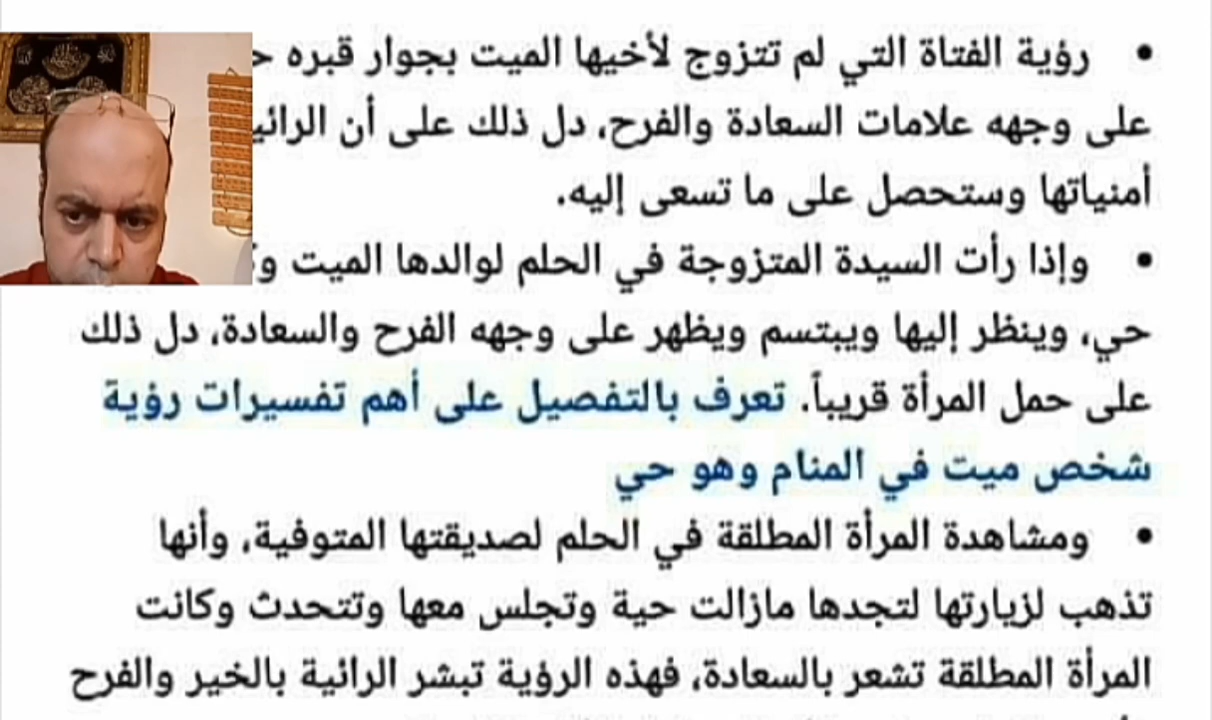 • رؤية الفتاة التي لم تتزوج لأخيها الميت بجوار قبره
على وجهه علامات السعادة والفرح، دل ذلك على أن
أمنياتها وستحصل على ما تسعى إليه.
• وإذا رأت السيدة المتزوجة في الحلم لوالدها الميت
حي، وينظر إليها ويبتسم ويظهر على وجهه الفرح والسعادة، دل ذلك
على حمل المرأة قريباً. تعرف بالتفصيل على أهم تفسيرات رؤية
شخص ميت في المنام وهو حي
• ومشاهدة المرأة المطلقة في الحلم لصديقتها المتوفية، وأنها
تذهب لزيارتها لتجدها مازالت حية وتجلس معها وتتحدث وكانت
المرأة المطلقة تشعر بالسعادة، فهذه الرؤية تبشر الرائية بالخير والفرح